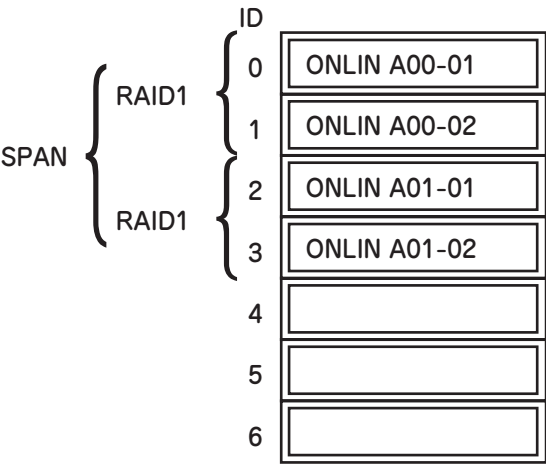 ID
0 ONLIN A00-01
RAID1
1 ONLIN A00-02
SPAN
2 ONLIN A01-01
RAID1
3 ONLIN A01-02
4
5
6